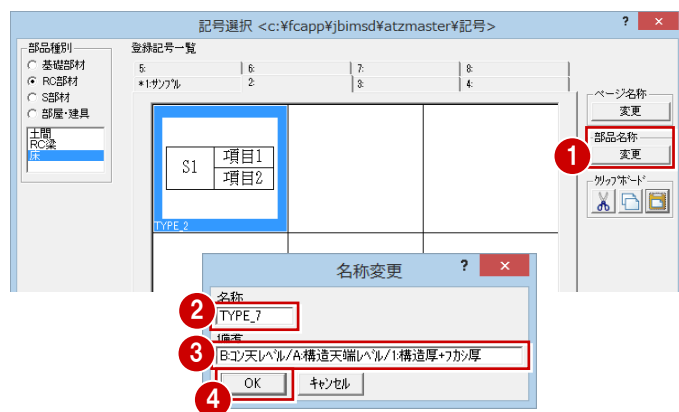 記号選択 <c:¥fcapp¥jbimsd¥atzmaster¥記号>
? ×
部品種別
基礎部材
RC部材
S部材
部屋・建具
土間
RC梁
床
登録記号一覧
5: 6: 7: 8:
*1:ｻﾝﾌﾟﾙ 2: 3: 4:
S1 項目1
項目2
TYPE_2
ページ名称
変更
1
部品名称
変更
ｸﾘｯﾌﾟﾎﾞｰﾄﾞ
名称変更 ? ×
名称
2 TYPE_7
備考
3 B:ｺﾝ天ﾚﾍﾞﾙ/A:構造天端ﾚﾍﾞﾙ/1:構造厚+ﾌｶｼ厚
4 OK ｷｬﾝｾﾙ